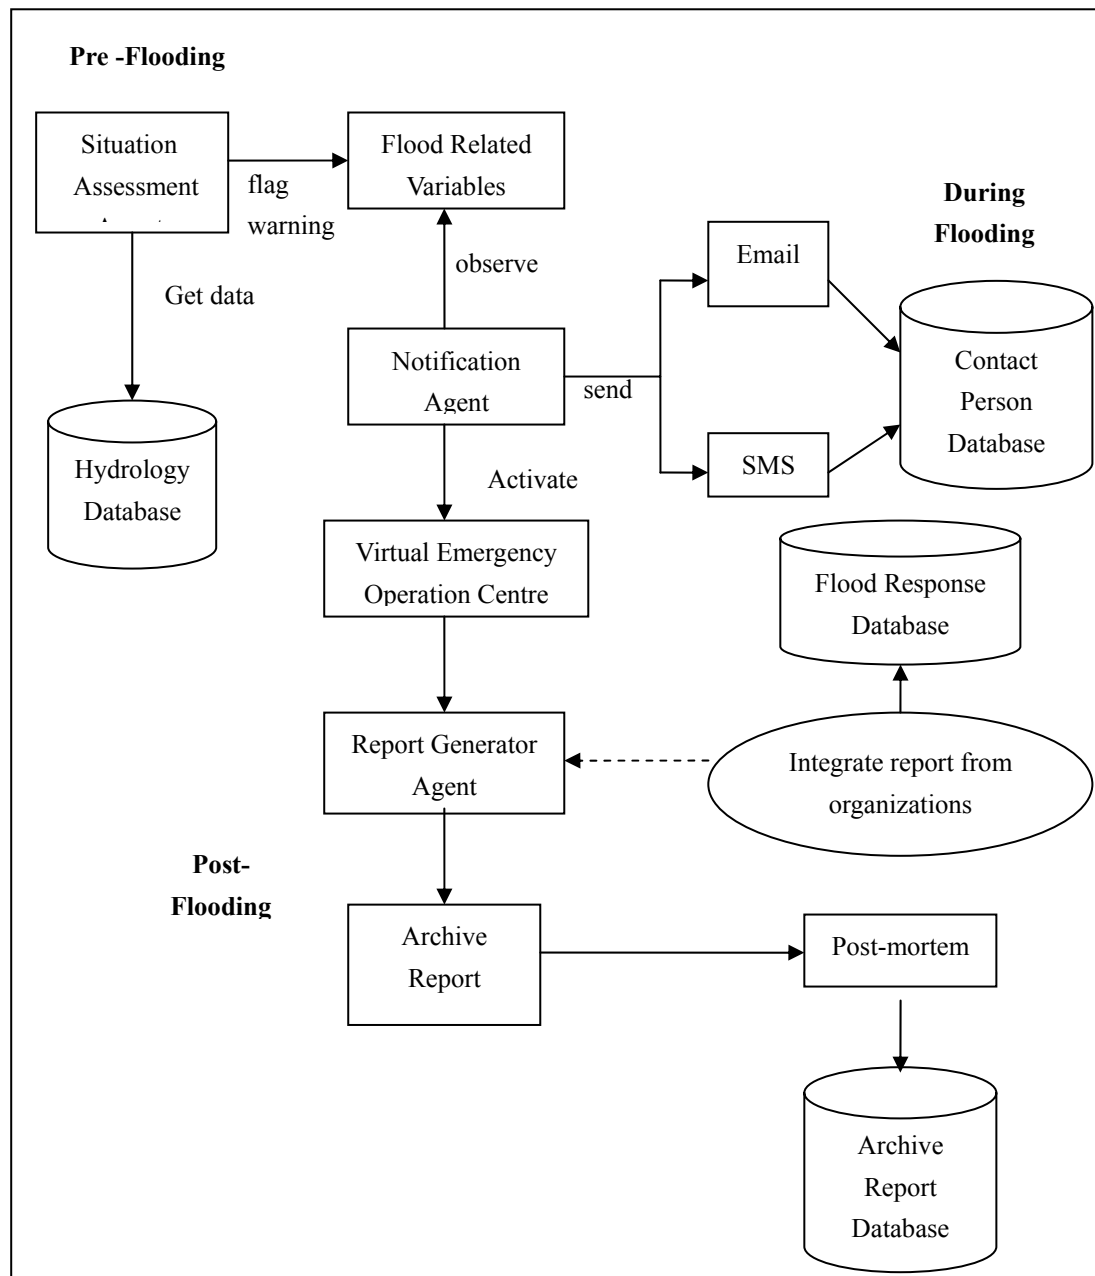 Pre -Flooding
Situation
Assessment
flag
warning
Flood Related
Variables
observe
Get data
Hydrology
Database
Notification
Agent
send
Email
SMS
During
Flooding
Contact
Person
Database
Activate
Virtual Emergency
Operation Centre
Flood Response
Database
Report Generator
Agent
Integrate report from
organizations
Post-
Flooding
Archive
Report
Post-mortem
Archive
Report
Database